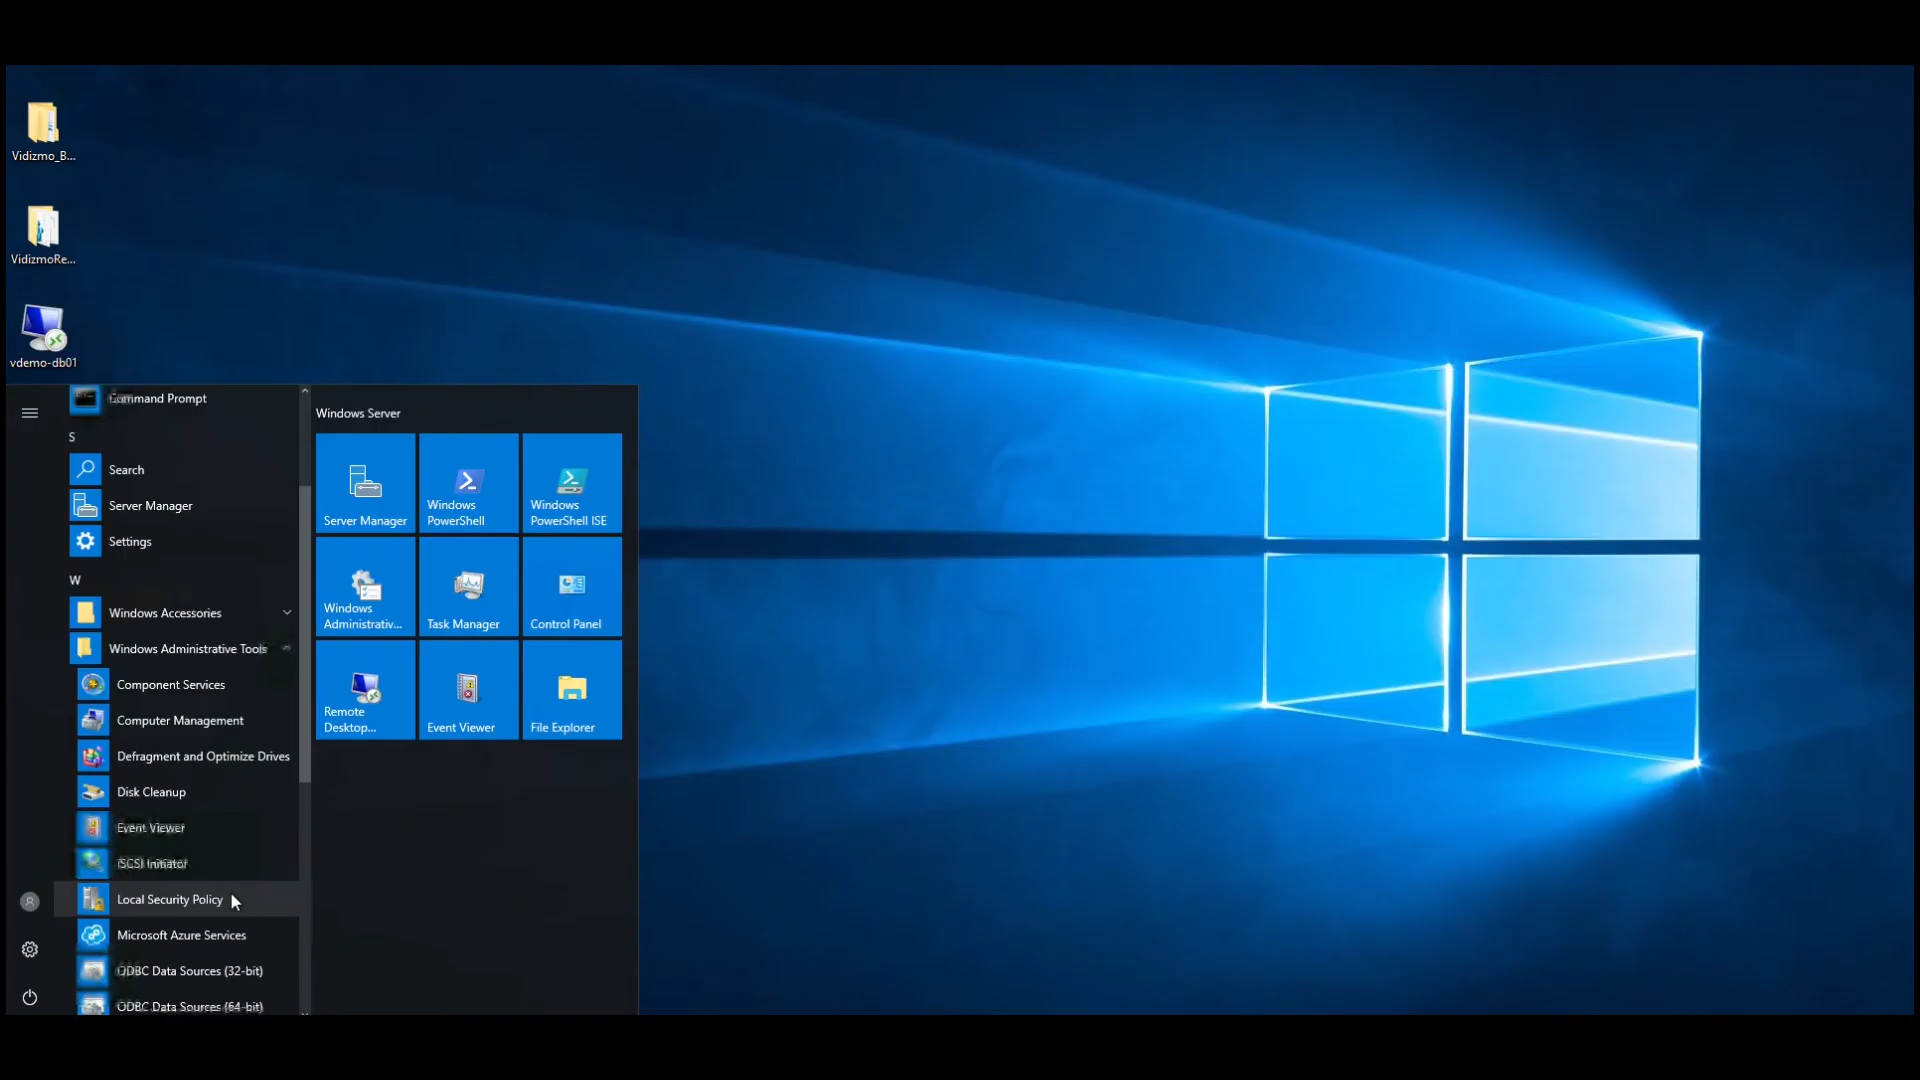 Vidizmo_B...
VidizmoRe...
vdemo-db01
Command Prompt
S
Search
Server Manager
Settings
W
Windows Accessories
Windows Administrative Tools
Component Services
Computer Management
Defragment and Optimize Drives
Disk Cleanup
Event Viewer
iSCSI Initiator
Local Security Policy
Microsoft Azure Services
ODBC Data Sources (32-bit)
ODBC Data Sources (64-bit)
Windows Server
Server Manager
Windows
PowerShell
Windows
PowerShell ISE
Windows
Administrativ...
Task Manager
Control Panel
Remote
Desktop...
Event Viewer
File Explorer